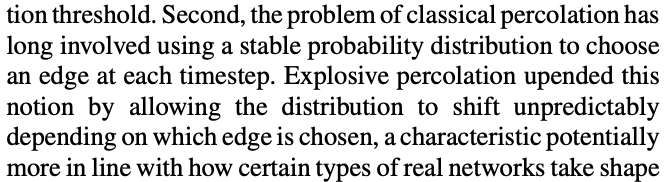 tion threshold. Second, the problem of classical percolation has
long involved using a stable probability distribution to choose
an edge at each timestep. Explosive percolation upended this
notion by allowing the distribution to shift unpredictably
depending on which edge is chosen, a characteristic potentially
more in line with how certain types of real networks take shape